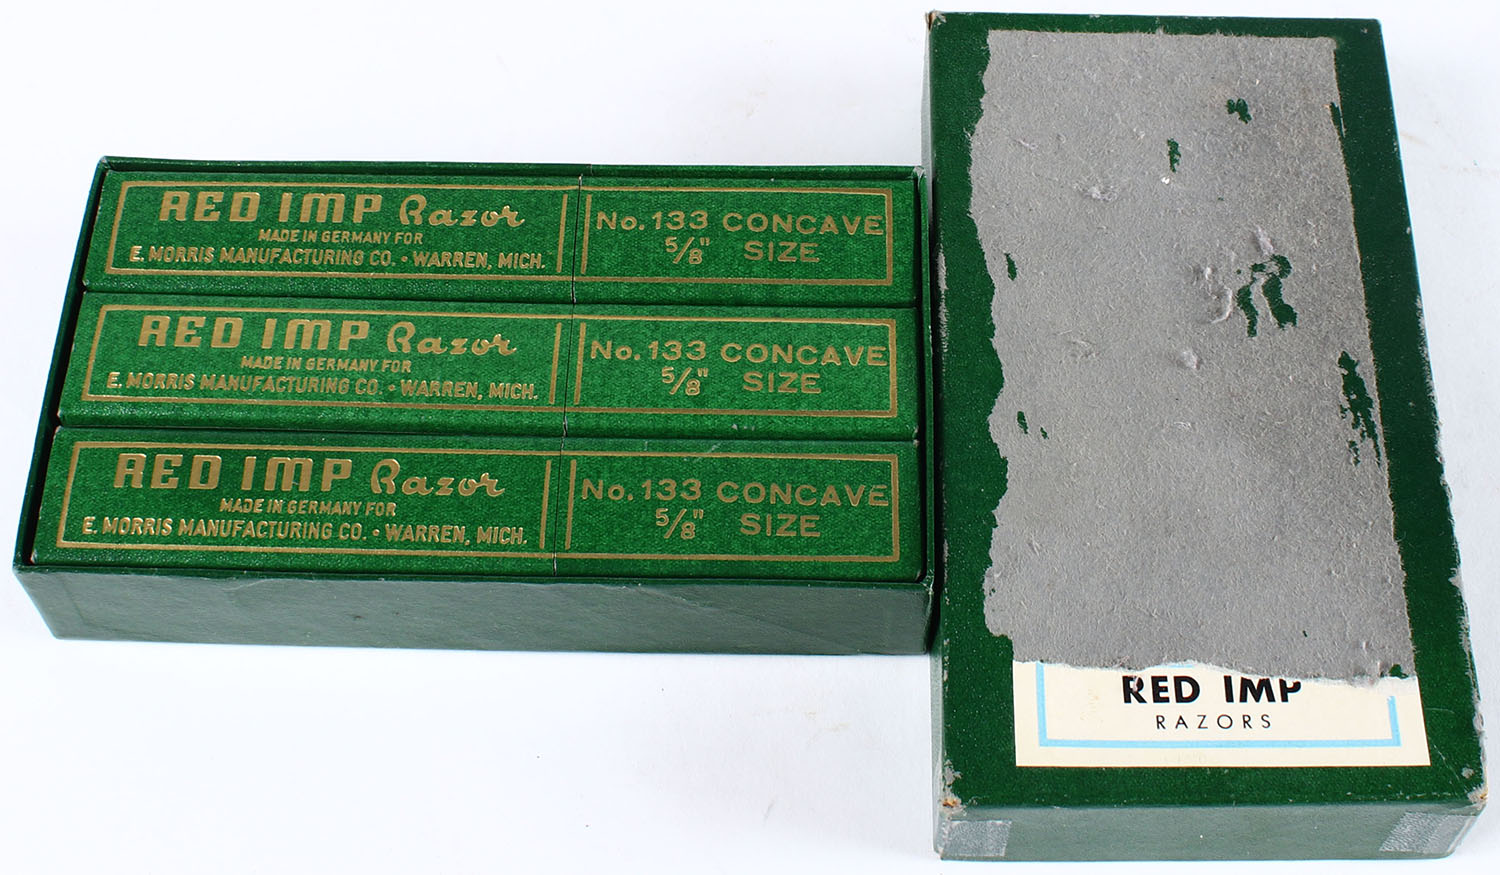 RED IMP Razor
MADE IN GERMANY FOR
E. MORRIS MANUFACTURING CO. • WARREN, MICH.
No. 133 CONCAVE
5/8" SIZE
RED IMP Razor
MADE IN GERMANY FOR
E. MORRIS MANUFACTURING CO. • WARREN, MICH.
No. 133 CONCAVE
5/8" SIZE
RED IMP Razor
MADE IN GERMANY FOR
E. MORRIS MANUFACTURING CO. • WARREN, MICH.
No. 133 CONCAVE
5/8" SIZE
RED IMP
RAZORS